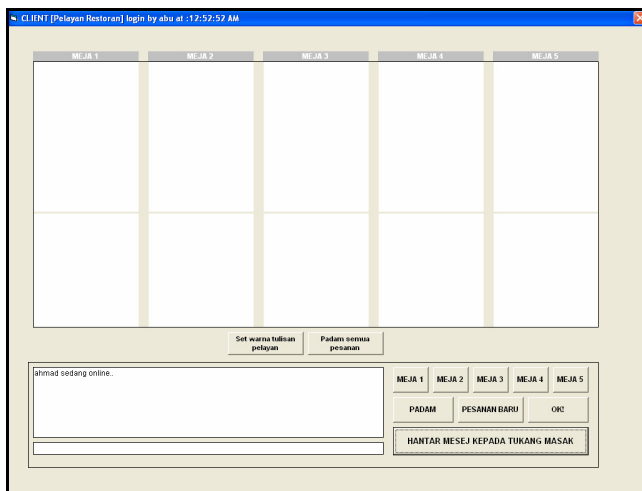 CLIENT [Pelayan Restoran] login by abu at :12:52:52 AM
MEJA 1 MEJA 2 MEJA 3 MEJA 4 MEJA 5
Set warna tulisan
pelayan
Padam semua
pesanan
ahmad sedang online..
MEJA 1 MEJA 2 MEJA 3 MEJA 4 MEJA 5
PADAM PESANAN BARU OK!
HANTAR MESEJ KEPADA TUKANG MASAK